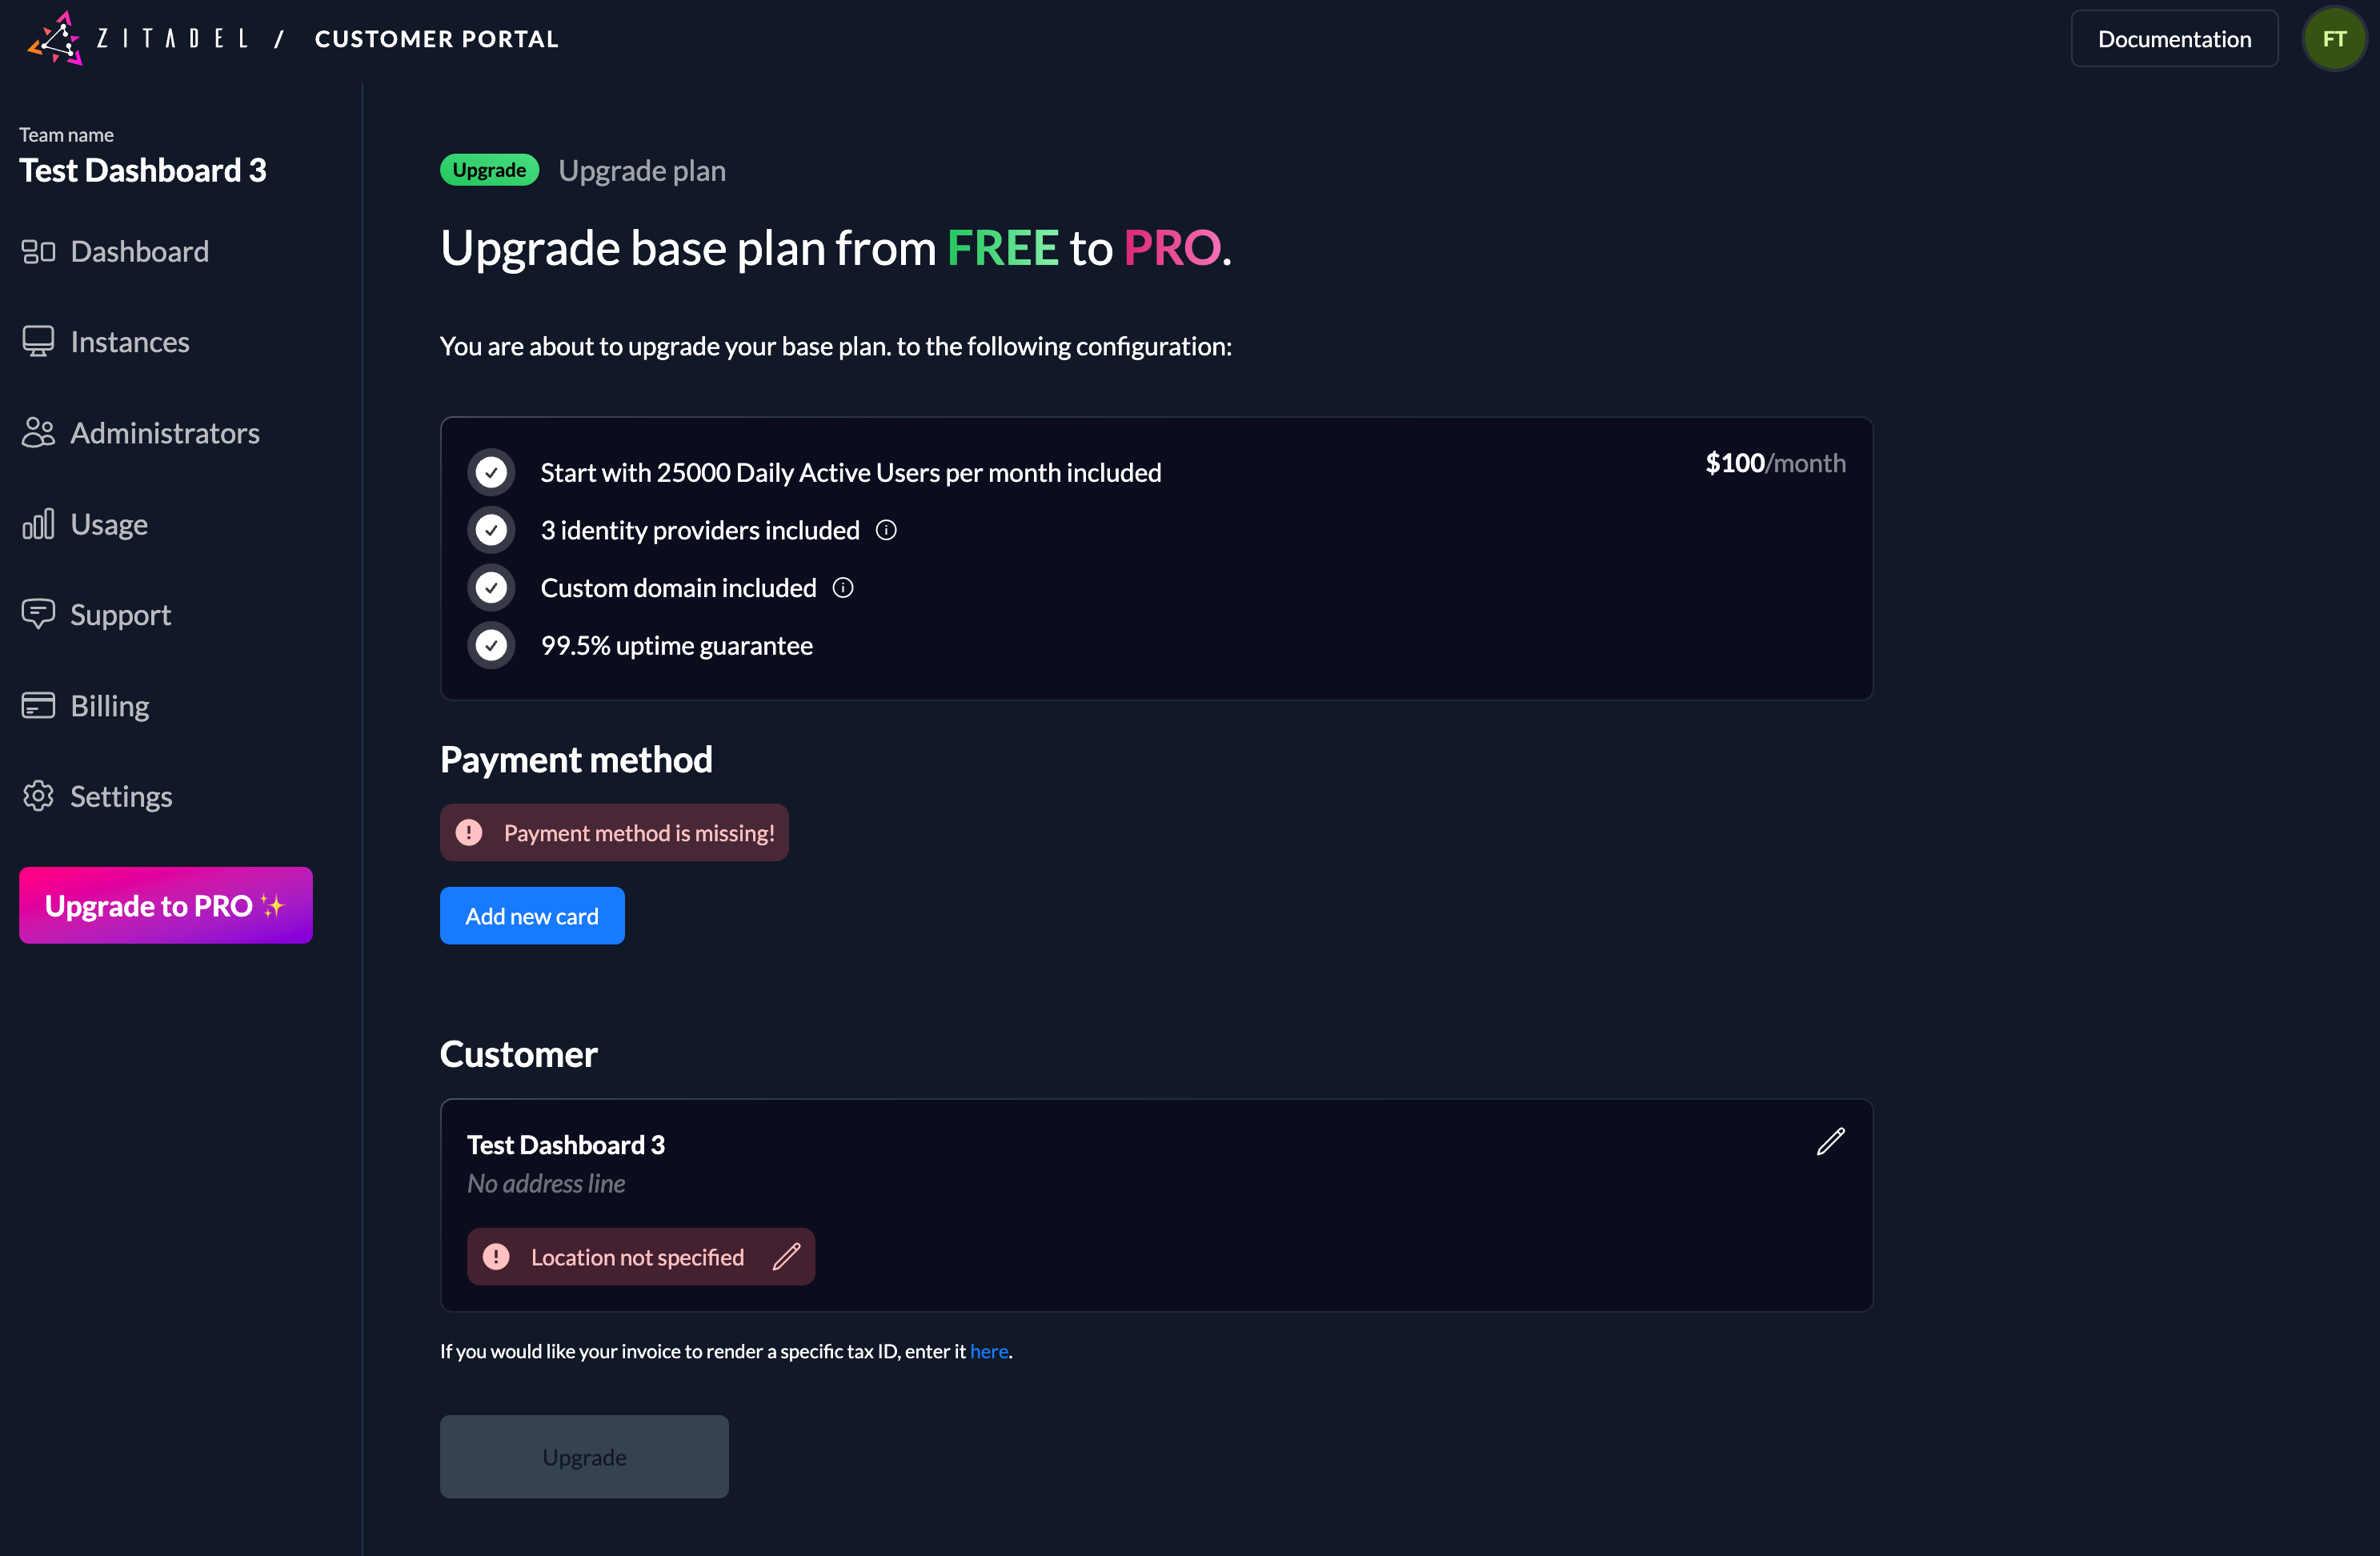 ZITADEL / CUSTOMER PORTAL
Documentation
FT
Team name
Test Dashboard 3
Dashboard
Instances
Administrators
Usage
Support
Billing
Settings
Upgrade to PRO ✨
Upgrade Upgrade plan
Upgrade base plan from FREE to PRO.
You are about to upgrade your base plan. to the following configuration:
Start with 25000 Daily Active Users per month included
$100/month
3 identity providers included
Custom domain included
99.5% uptime guarantee
Payment method
Payment method is missing!
Add new card
Customer
Test Dashboard 3
No address line
Location not specified
If you would like your invoice to render a specific tax ID, enter it here.
Upgrade